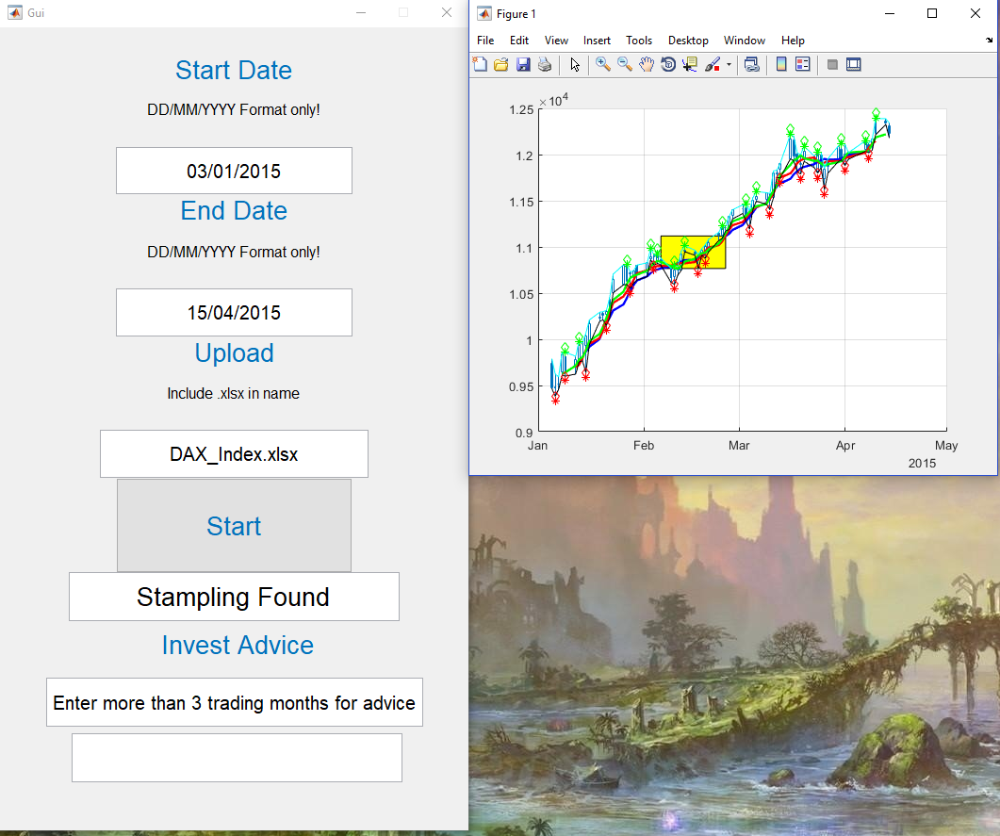 Gui
Start Date
DD/MM/YYYY Format only!
03/01/2015
End Date
DD/MM/YYYY Format only!
15/04/2015
Upload
Include .xlsx in name
DAX_Index.xlsx
Start
Stampling Found
Invest Advice
Enter more than 3 trading months for advice
Figure 1
File Edit View Insert Tools Desktop Window Help
×10⁴
1.25
1.2
1.15
1.1
1.05
1
0.95
0.9
Jan Feb Mar Apr May
2015